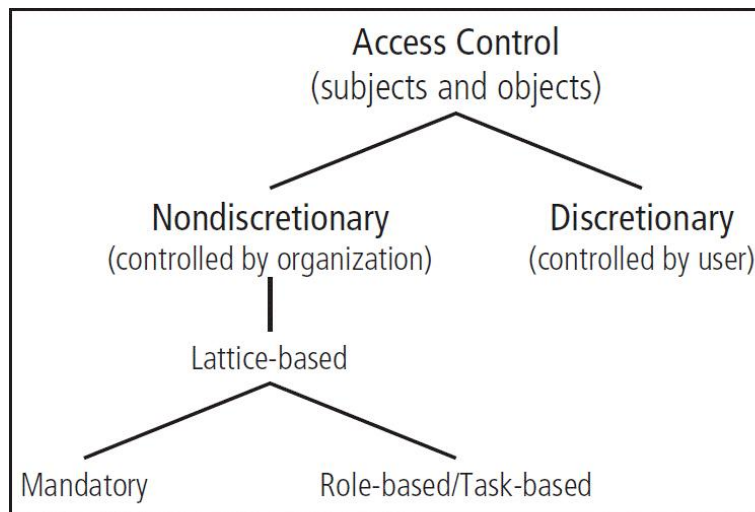 Access Control
(subjects and objects)
Nondiscretionary
(controlled by organization)
Discretionary
(controlled by user)
Lattice-based
Mandatory
Role-based/Task-based